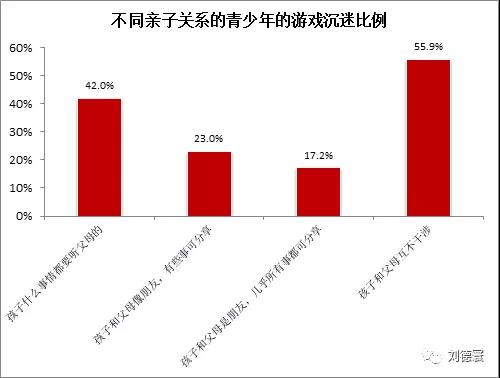 不同亲子关系的青少年的游戏沉迷比例
60%
50%
40%
30%
20%
10%
0%
42.0%
23.0%
17.2%
55.9%
孩子什么事情都要听父母的
孩子和父母像朋友，有些事可分享
孩子和父母是朋友，几乎所有事都可分享
孩子和父母互不干涉
刘德寰